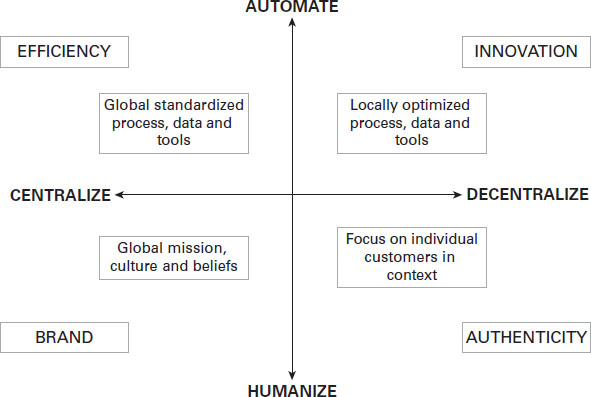 AUTOMATE
EFFICIENCY
INNOVATION
Global standardized
process, data and
tools
Locally optimized
process, data and
tools
CENTRALIZE
DECENTRALIZE
Global mission,
culture and beliefs
Focus on individual
customers in
context
BRAND
AUTHENTICITY
HUMANIZE